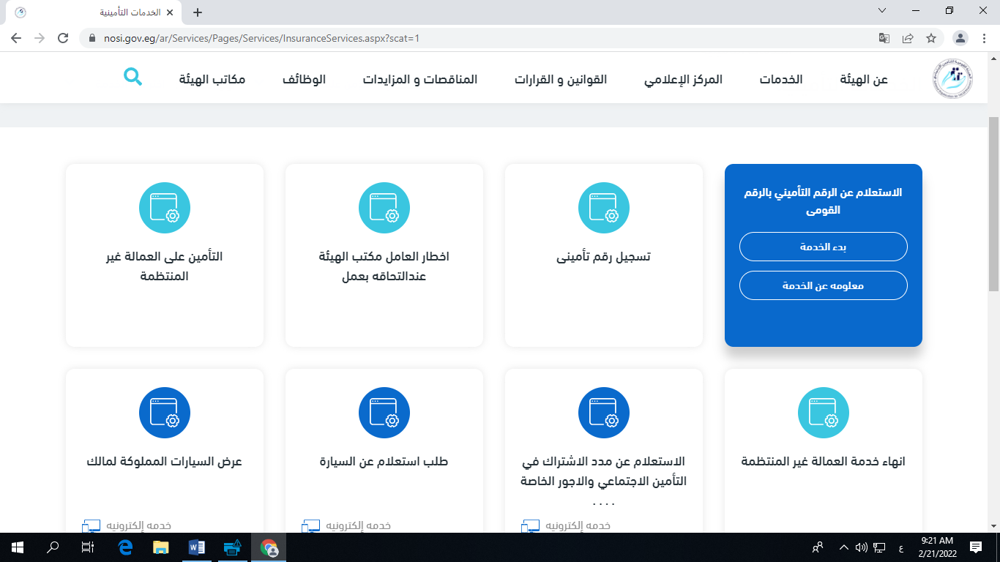 الخدمات التأمينية
nosi.gov.eg/ar/Services/Pages/Services/InsuranceServices.aspx?scat=1
عن الهيئة
الخدمات
المركز الإعلامي
القوانين و القرارات
المناقصات و المزايدات
الوظائف
مكاتب الهيئة
الاستعلام عن الرقم التأميني بالرقم
القومى
بدء الخدمة
معلومه عن الخدمة
تسجيل رقم تأمينى
اخطار العامل مكتب الهيئة
عندالتحاقه بعمل
التأمين على العمالة غير
المنتظمة
انهاء خدمة العمالة غير المنتظمة
الاستعلام عن مدد الاشتراك في
التأمين الاجتماعي والاجور الخاصة
. . . .
خدمه إلكترونيه
طلب استعلام عن السيارة
خدمه إلكترونيه
عرض السيارات المملوكة لمالك
خدمه إلكترونيه
ع
9:21 AM
2/21/2022